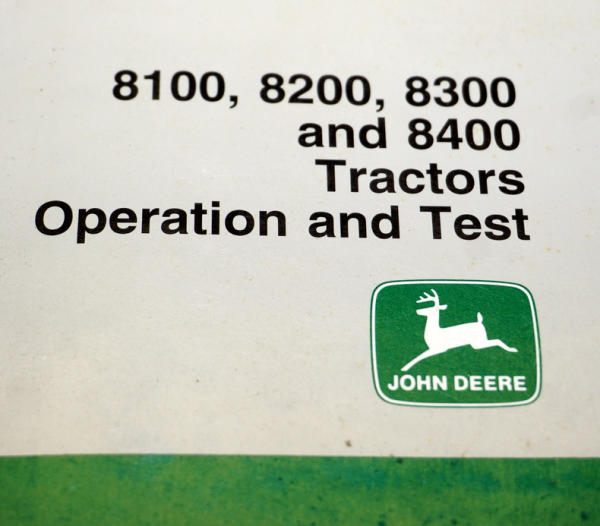 8100, 8200, 8300
and 8400
Tractors
Operation and Test
JOHN DEERE